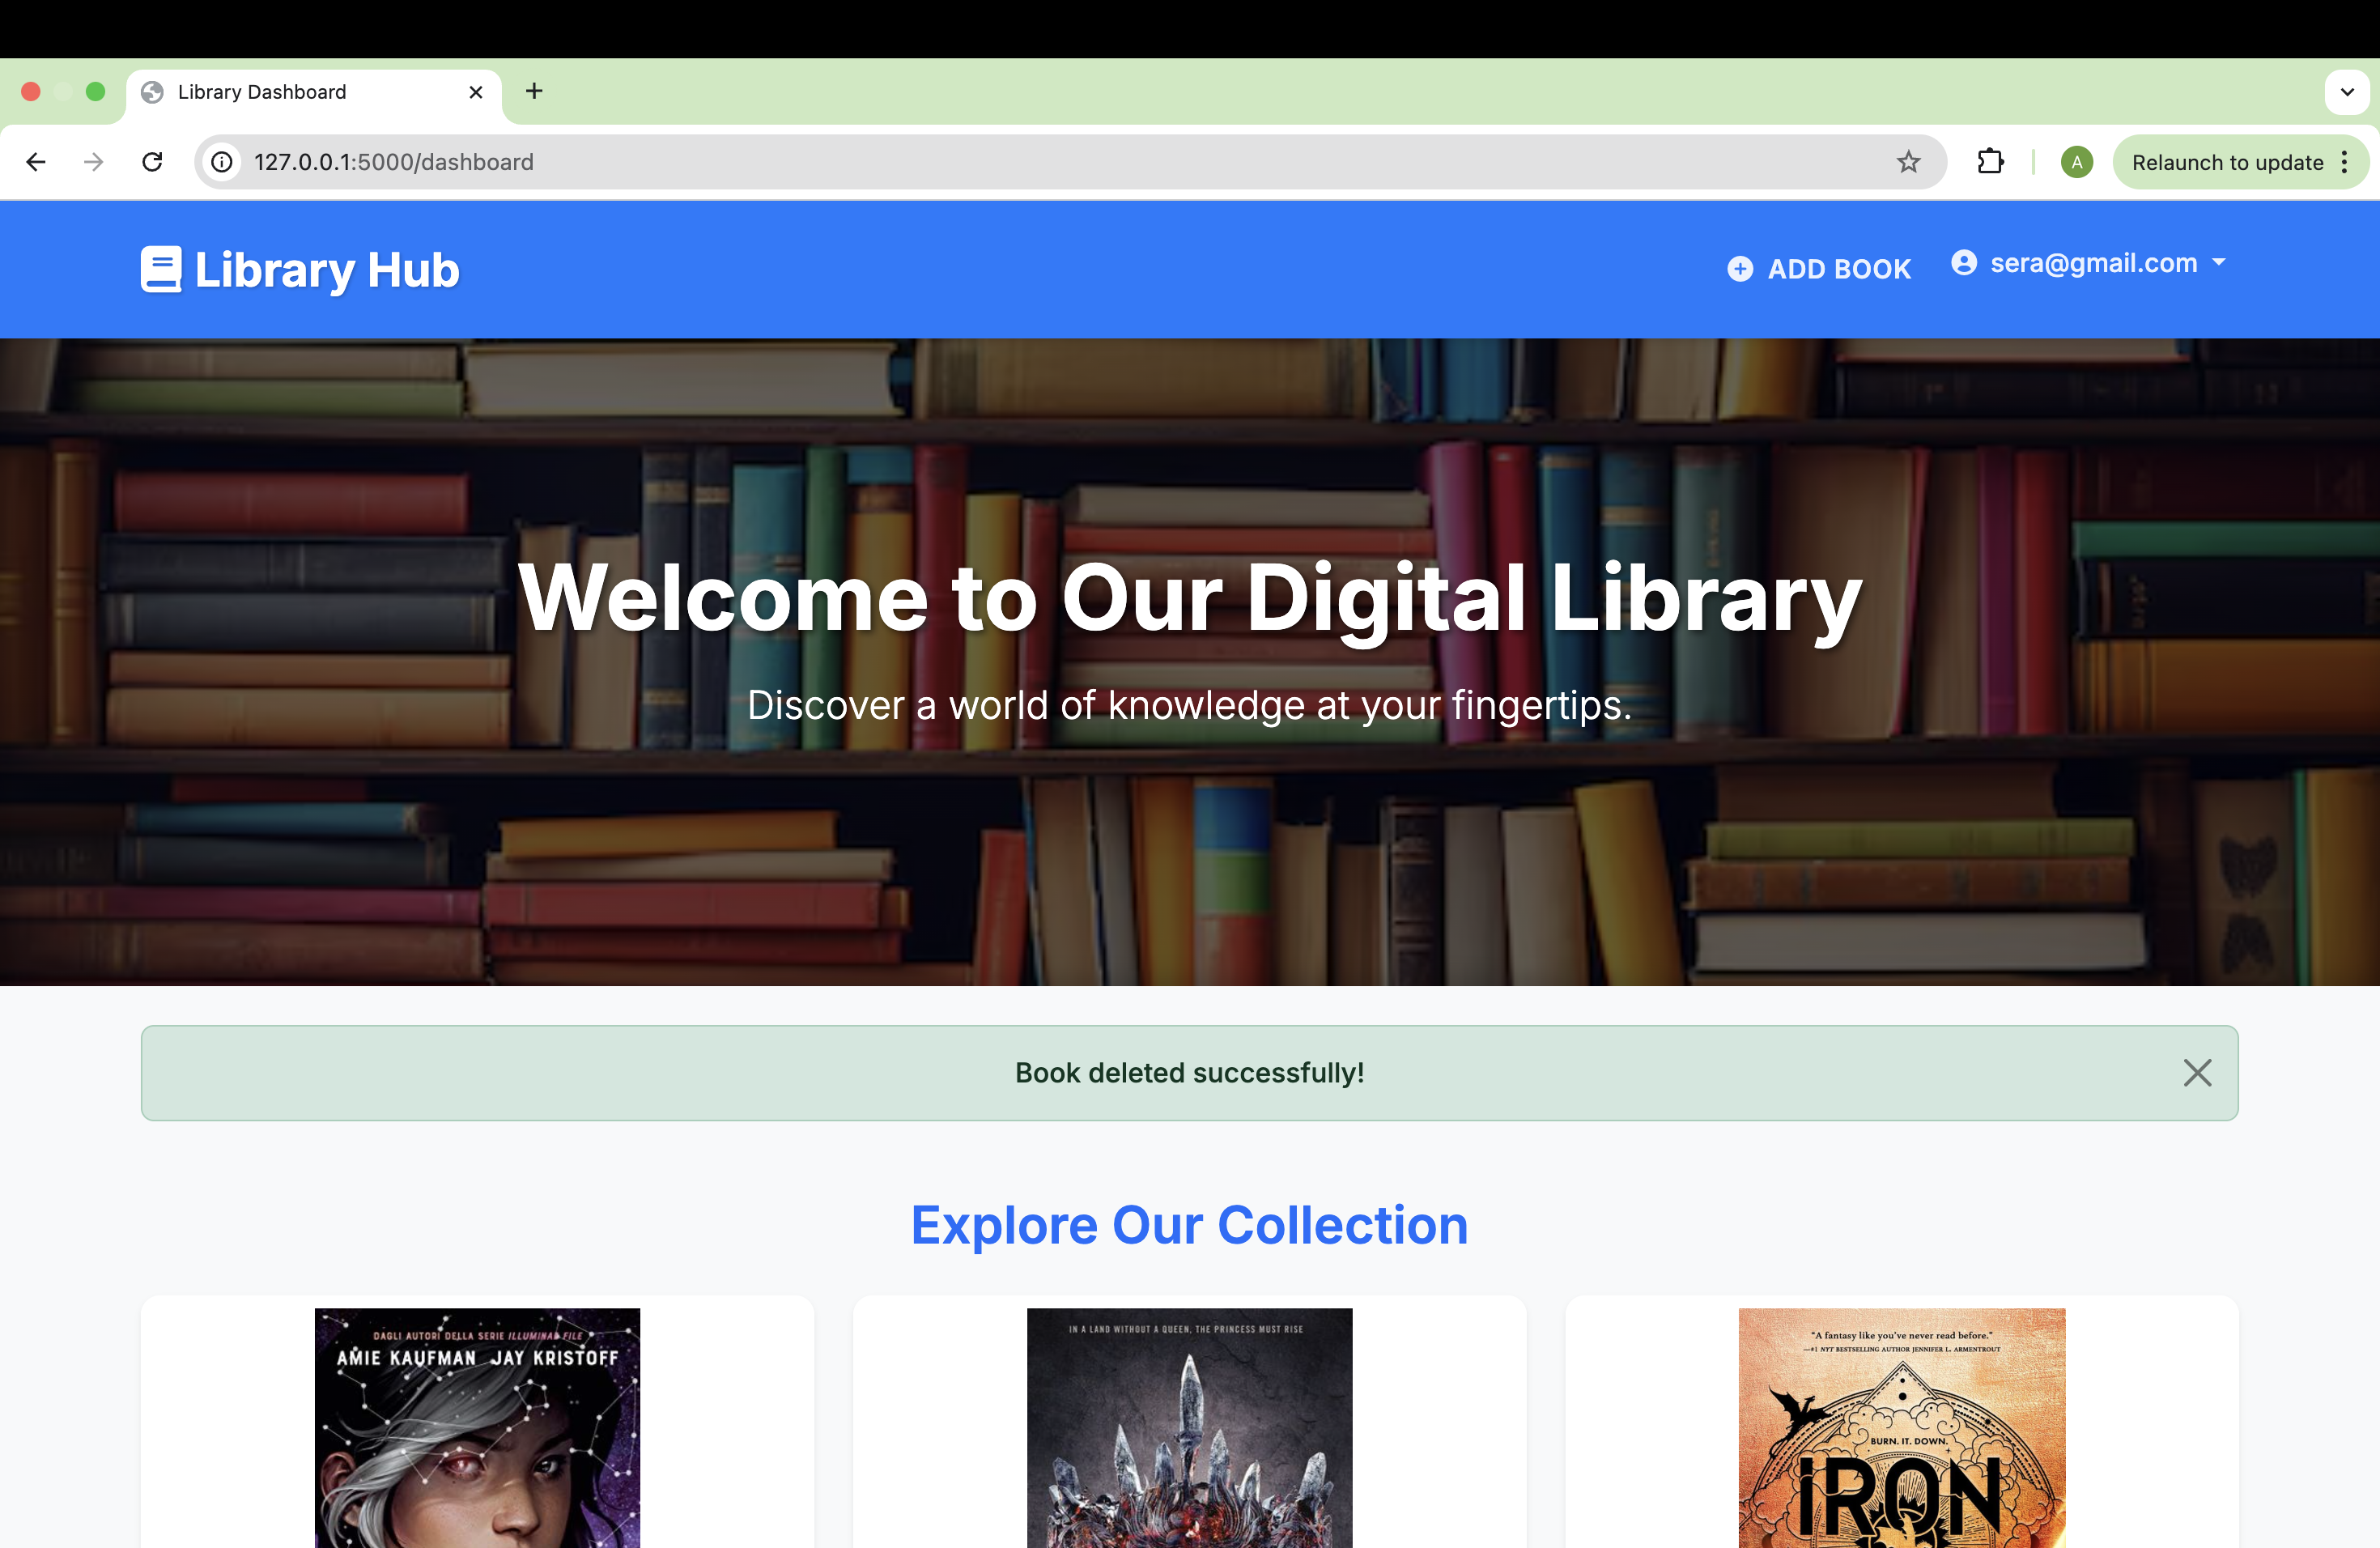 Library Dashboard
127.0.0.1:5000/dashboard
A
Relaunch to update
Library Hub
ADD BOOK
sera@gmail.com
Welcome to Our Digital Library
Discover a world of knowledge at your fingertips.
Book deleted successfully!
Explore Our Collection
DAGLI AUTORI DELLA SERIE ILLUMINAE FILE
AMIE KAUFMAN JAY KRISTOFF
IN A LAND WITHOUT A QUEEN, THE PRINCESS MUST RISE
"A fantasy like you've never read before."
—#1 NYT BESTSELLING AUTHOR JENNIFER L. ARMENTROUT
BURN. IT. DOWN.
IRON